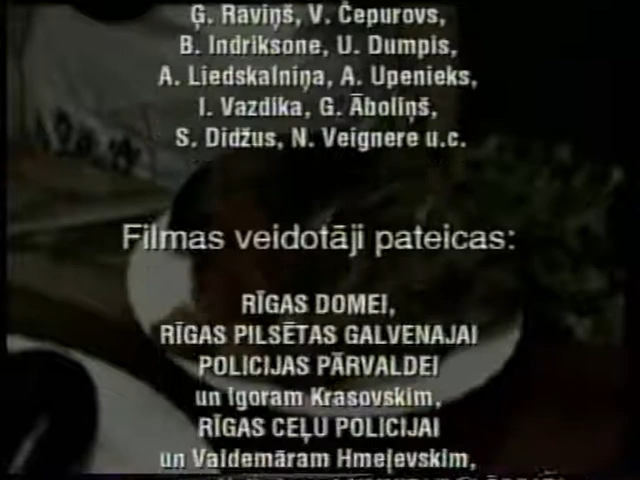 Ģ. Raviņš, V. Čepurovs,
B. Indriksone, U. Dumpis,
A. Liedskalniņa, A. Upenieks,
I. Vazdika, G. Āboliņš,
S. Didžus, N. Veignere u.c.
Filmas veidotāji pateicas:
RĪGAS DOMEI,
RĪGAS PILSĒTAS GALVENAJAI
POLICIJAS PĀRVALDEI
un Igoram Krasovskim,
RĪGAS CEĻU POLICIJAI
un Valdemāram Hmeļevskim,